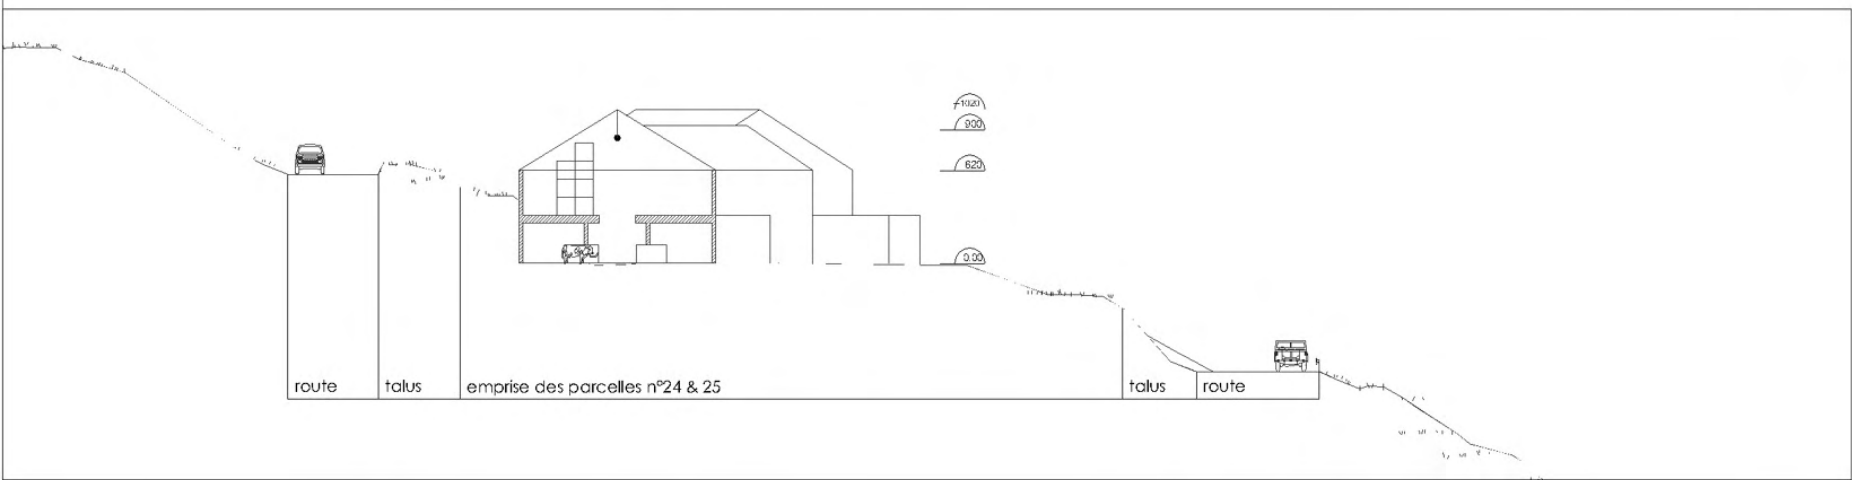 1020
900
620
0.00
route
talus
emprise des parcelles n°24 & 25
talus
route